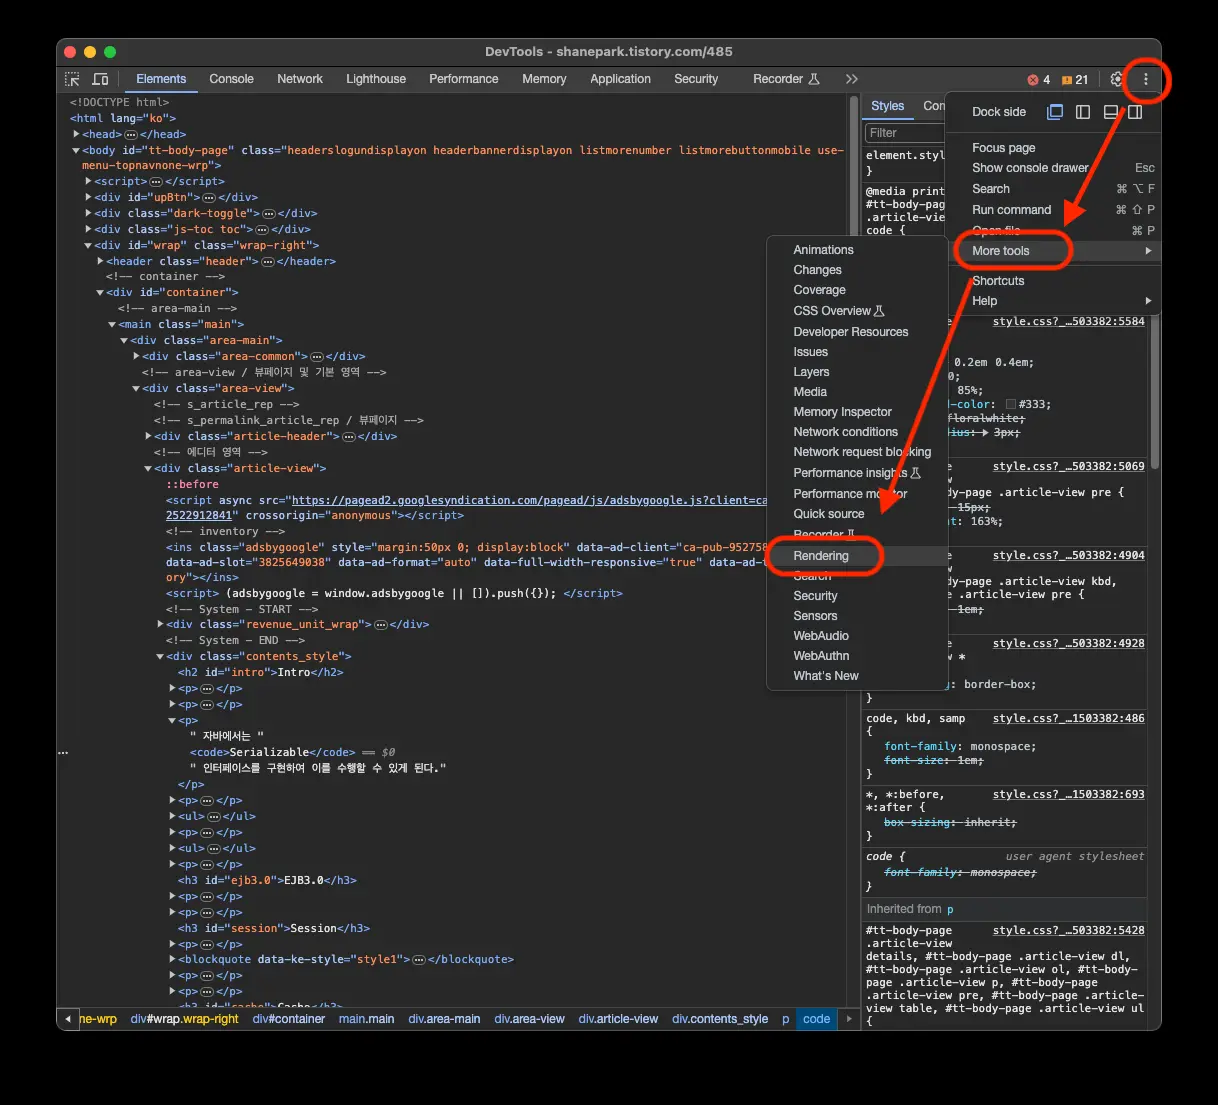 DevTools - shanepark.tistory.com/485
Elements Console Network Lighthouse Performance Memory Application Security Recorder 4 21
<!DOCTYPE html>
<html lang="ko">
<head> ⋯ </head>
<body id="tt-body-page" class="headerslogundisplayon headerbannerdisplayon listmorenumber listmorebuttonmobile use-
menu-topnavnone-wrp">
<script> ⋯ </script>
<div id="upBtn"> ⋯ </div>
<div class="dark-toggle"> ⋯ </div>
<div class="js-toc toc"> ⋯ </div>
<div id="wrap" class="wrap-right">
<header class="header"> ⋯ </header>
<!-- container -->
<div id="container">
<!-- area-main -->
<main class="main">
<div class="area-main">
<div class="area-common"> ⋯ </div>
<!-- area-view / 뷰페이지 및 기본 영역 -->
<div class="area-view">
<!-- s_article_rep -->
<!-- s_permalink_article_rep / 뷰페이지 -->
<div class="article-header"> ⋯ </div>
<!-- 에디터 영역 -->
<div class="article-view">
::before
<script async src="https://pagead2.googlesyndication.com/pagead/js/adsbygoogle.js?client=ca
2522912841" crossorigin="anonymous"></script>
<!-- inventory -->
<ins class="adsbygoogle" style="margin:50px 0; display:block" data-ad-client="ca-pub-952758
data-ad-slot="3825649038" data-ad-format="auto" data-full-width-responsive="true" data-ad-t
ory"></ins>
<script> (adsbygoogle = window.adsbygoogle || []).push({}); </script>
<!-- System - START -->
<div class="revenue_unit_wrap"> ⋯ </div>
<!-- System - END -->
<div class="contents_style">
<h2 id="intro">Intro</h2>
<p> ⋯ </p>
<p> ⋯ </p>
<p>
" 자바에서는 "
<code>Serializable</code> == $0
" 인터페이스를 구현하여 이를 수행할 수 있게 된다."
</p>
<p> ⋯ </p>
<ul> ⋯ </ul>
<p> ⋯ </p>
<ul> ⋯ </ul>
<p> ⋯ </p>
<h3 id="ejb3.0">EJB3.0</h3>
<p> ⋯ </p>
<p> ⋯ </p>
<h3 id="session">Session</h3>
<p> ⋯ </p>
<blockquote data-ke-style="style1"> ⋯ </blockquote>
<p> ⋯ </p>
<p> ⋯ </p>
<h3 id="cache">Cache</h3>
ne-wrp div#wrap.wrap-right div#container main.main div.area-main div.area-view div.article-view div.contents_style p code
Dock side
Focus page
Show console drawer Esc
Search ⌘ ⌥ F
Run command ⌘ ⇧ P
Open file ⌘ P
More tools
Shortcuts
Help
Animations
Changes
Coverage
CSS Overview
Developer Resources
Issues
Layers
Media
Memory Inspector
Network conditions
Network request blocking
Performance insights
Performance monitor
Quick source
Recorder
Rendering
Search
Security
Sensors
WebAudio
WebAuthn
What's New
Styles Con
Filter
element.styl
}
@media print
#tt-body-pag
.article-vie
code {
e style.css?_…503382:5584
0.2em 0.4em;
0;
85%;
d-color: #333;
floralwhite;
dius: 3px;
e style.css?_…503382:5069
w
dy-page .article-view pre {
15px;
nt: 163%;
e style.css?_…503382:4904
w
dy-page .article-view kbd,
e .article-view pre {
1em;
e style.css?_…503382:4928
w *
g: border-box;
}
code, kbd, samp style.css?_…1503382:486
{
font-family: monospace;
font-size: 1em;
}
*, *:before, style.css?_…1503382:693
*:after {
box-sizing: inherit;
}
code { user agent stylesheet
font-family: monospace;
}
Inherited from p
#tt-body-page style.css?_…503382:5428
.article-view
details, #tt-body-page .article-view dl,
#tt-body-page .article-view ol, #tt-body-
page .article-view p, #tt-body-page
.article-view pre, #tt-body-page .article-
view table, #tt-body-page .article-view ul
{